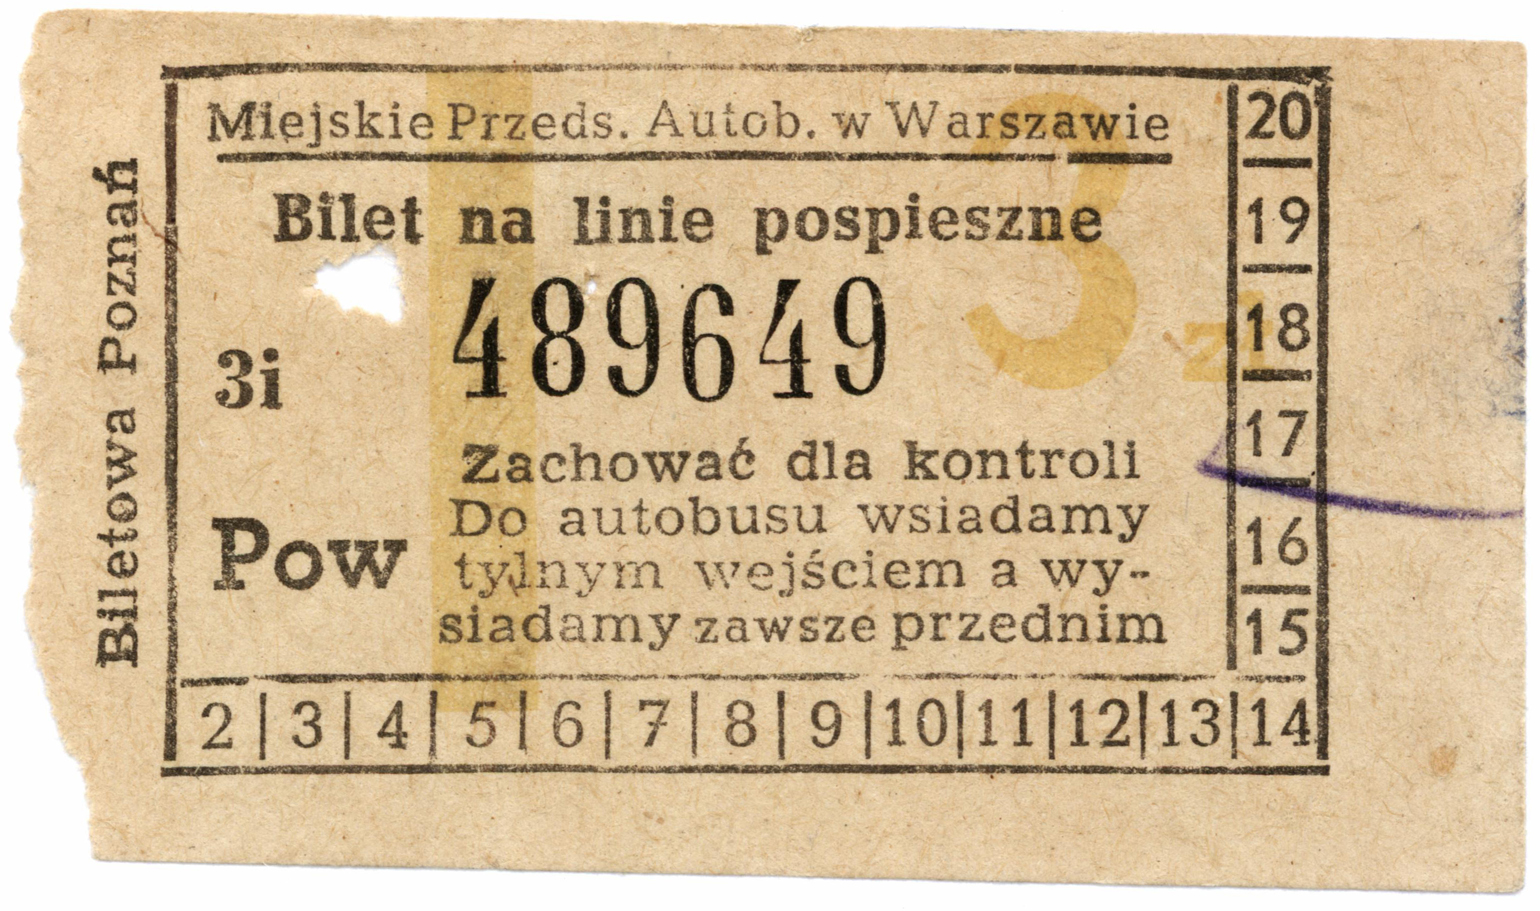 Miejskie Przeds. Autob. w Warszawie
Bilet na linie pospieszne
3 zł
489649
3i
Zachować dla kontroli
Pow
Do autobusu wsiadamy
tylnym wejściem a wy-
siadamy zawsze przednim
20
19
18
17
16
15
2 | 3 | 4 | 5 | 6 | 7 | 8 | 9 | 10 | 11 | 12 | 13 | 14
Biletowa Poznań